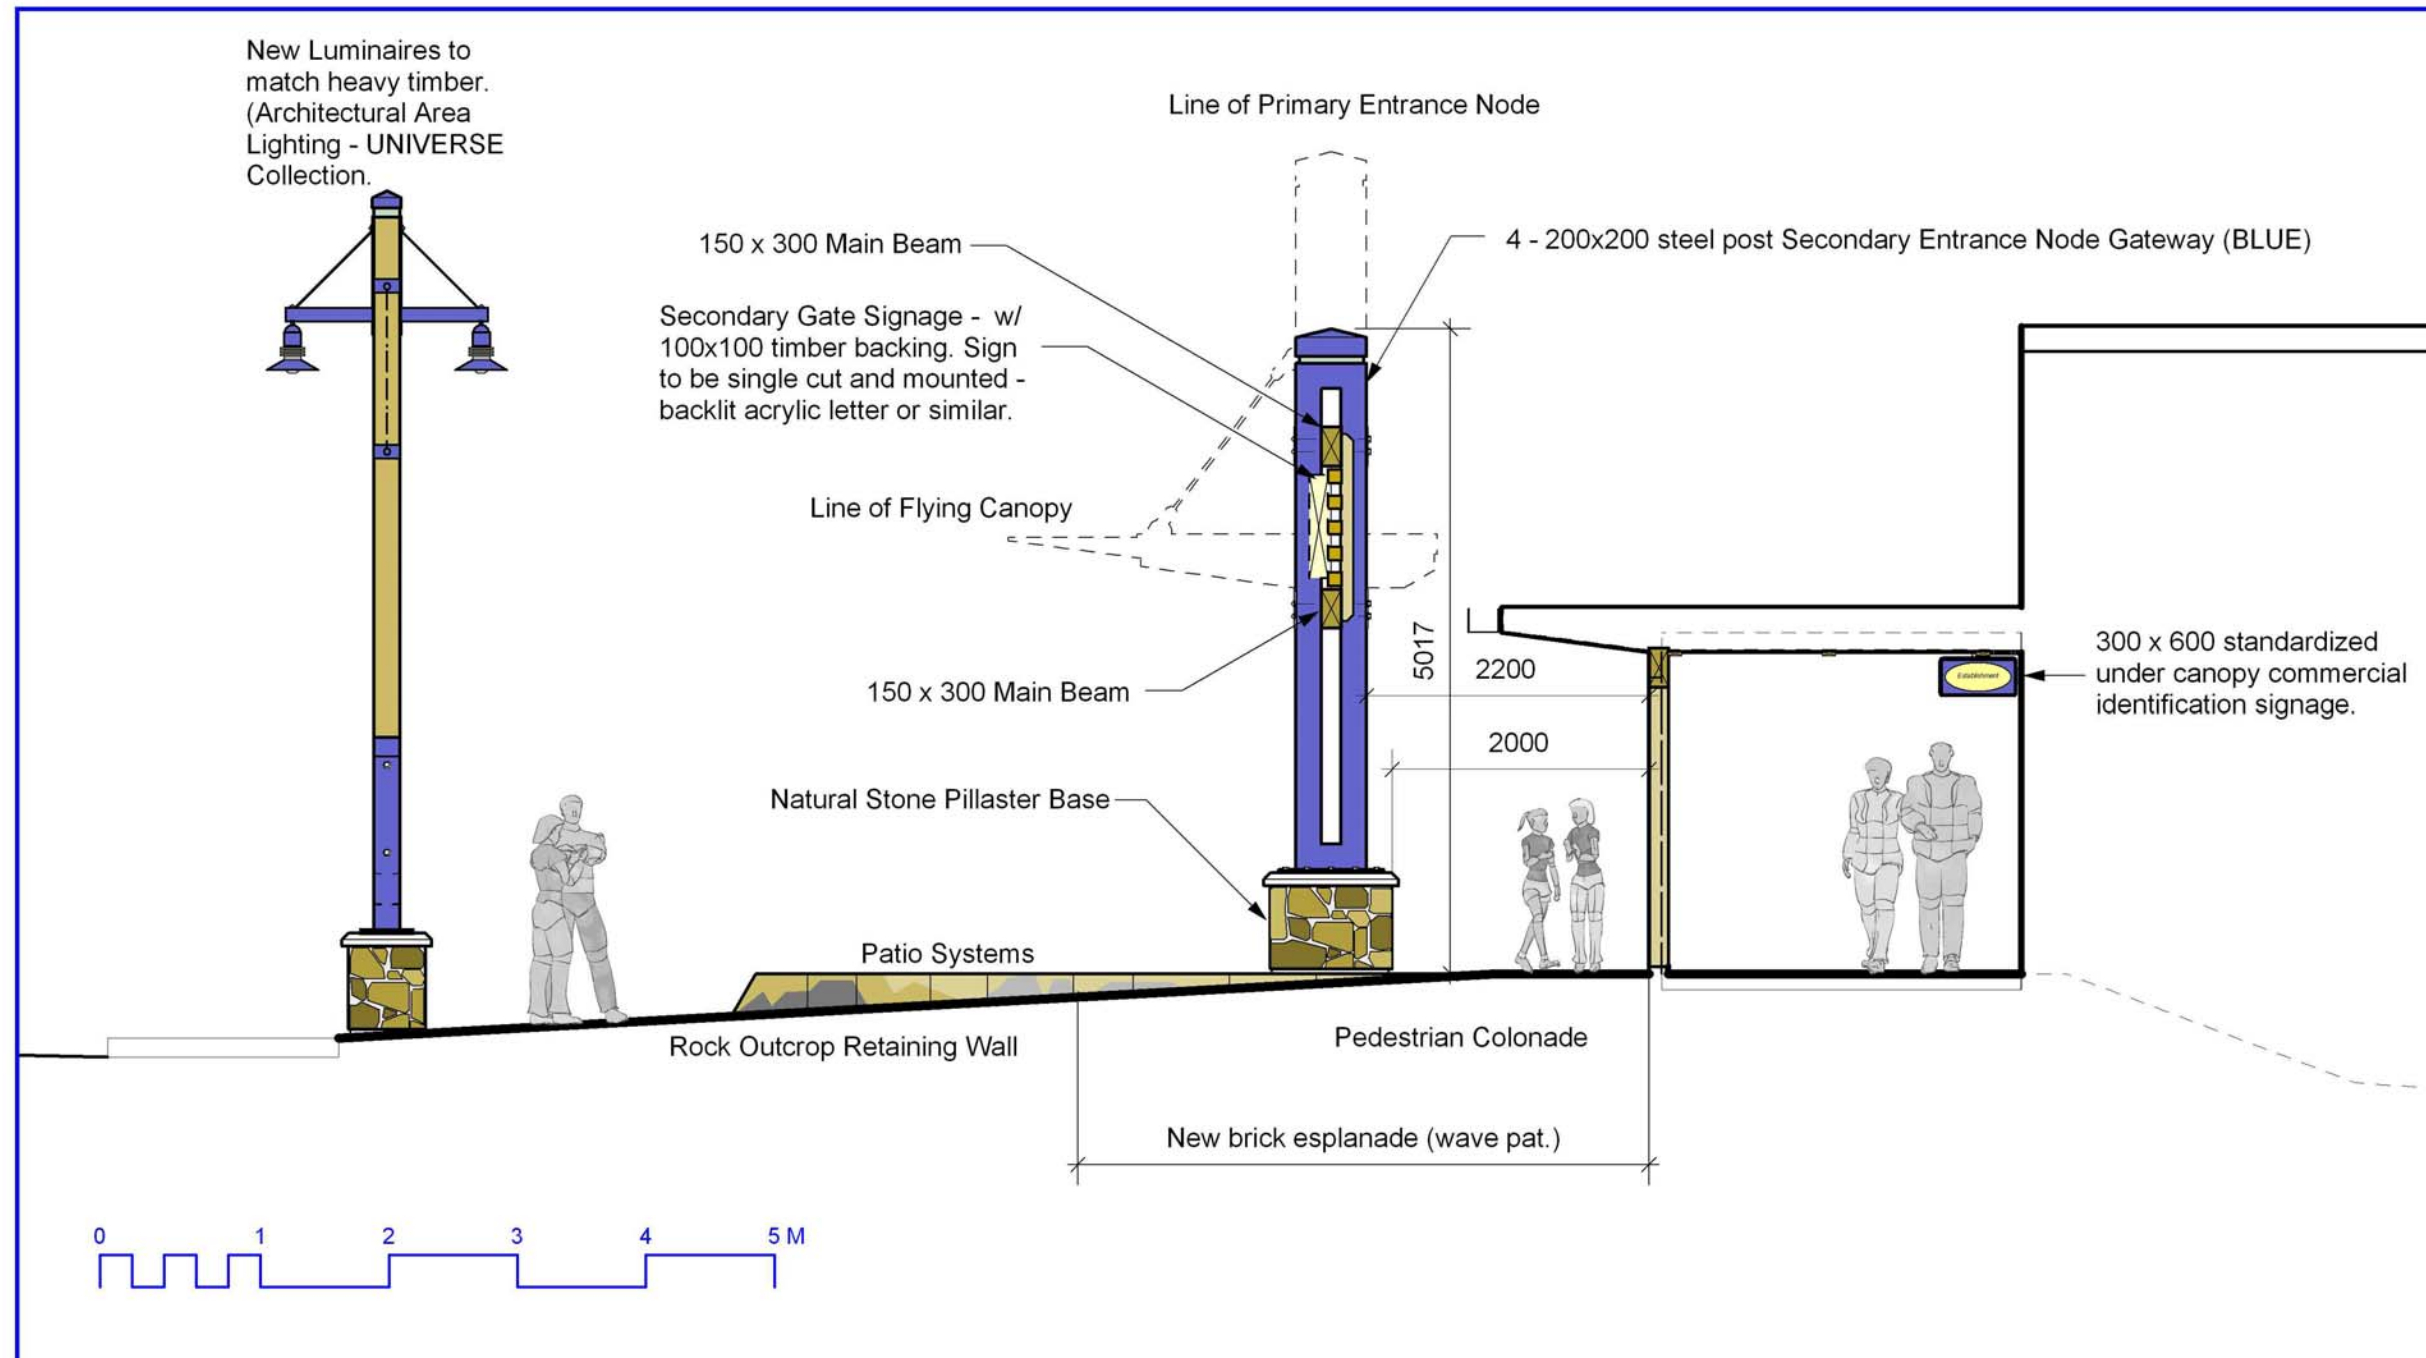 New Luminaires to
match heavy timber.
(Architectural Area
Lighting - UNIVERSE
Collection.
Line of Primary Entrance Node
150 x 300 Main Beam
4 - 200x200 steel post Secondary Entrance Node Gateway (BLUE)
Secondary Gate Signage - w/
100x100 timber backing. Sign
to be single cut and mounted -
backlit acrylic letter or similar.
Line of Flying Canopy
5017
2200
300 x 600 standardized
under canopy commercial
identification signage.
Establishment
150 x 300 Main Beam
2000
Natural Stone Pillaster Base
Patio Systems
Rock Outcrop Retaining Wall
Pedestrian Colonade
New brick esplanade (wave pat.)
0 1 2 3 4 5 M